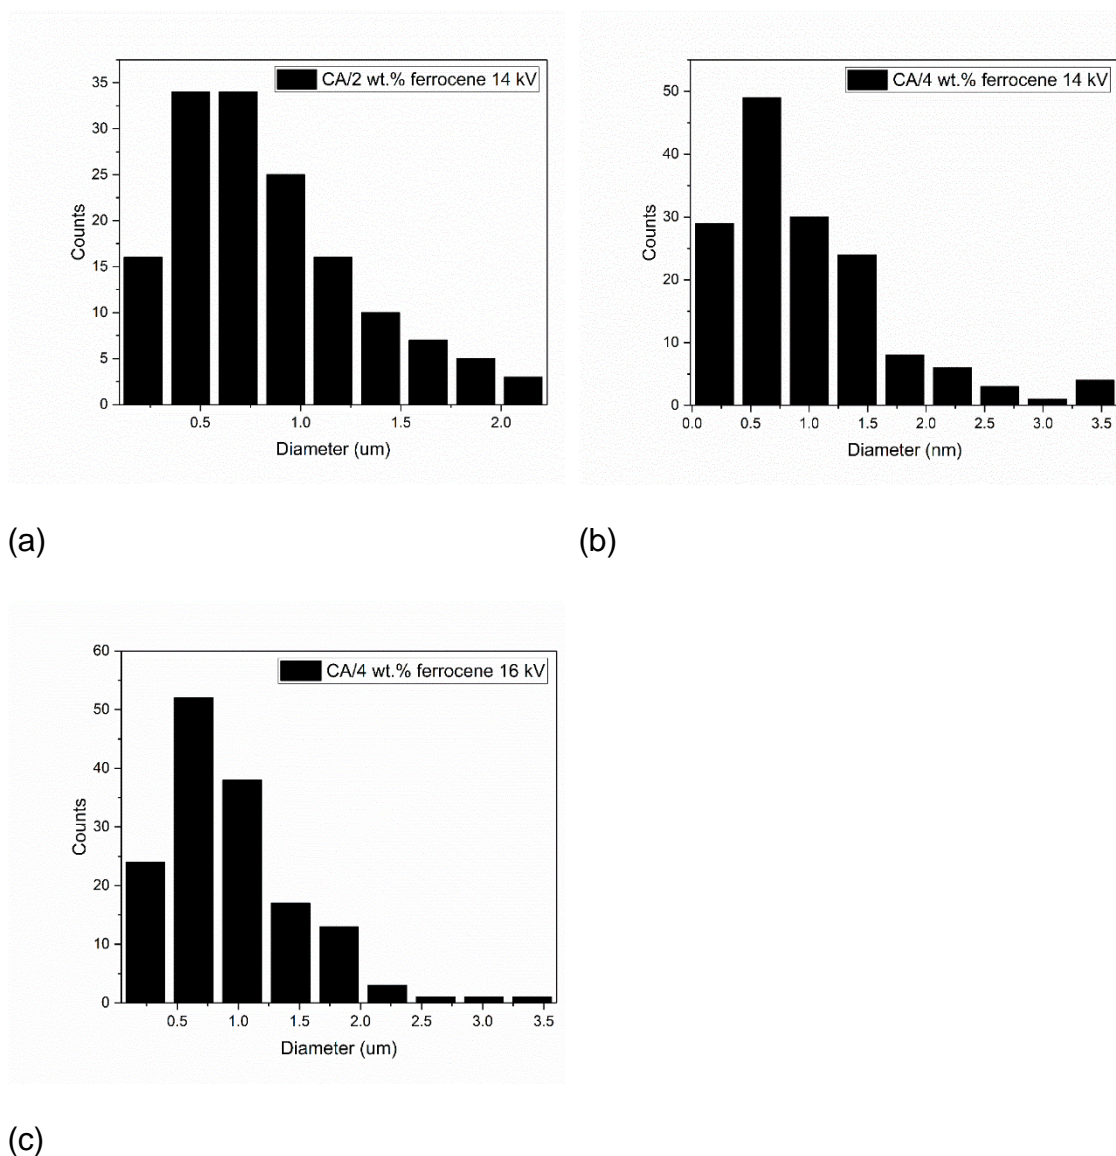 CA/2 wt.% ferrocene 14 kV
35
30
25
20
15
10
5
0
Counts
0.5 1.0 1.5 2.0
Diameter (um)
(a)
CA/4 wt.% ferrocene 14 kV
50
40
30
20
10
0
Counts
0.0 0.5 1.0 1.5 2.0 2.5 3.0 3.5
Diameter (nm)
(b)
CA/4 wt.% ferrocene 16 kV
60
50
40
30
20
10
0
Counts
0.5 1.0 1.5 2.0 2.5 3.0 3.5
Diameter (um)
(c)